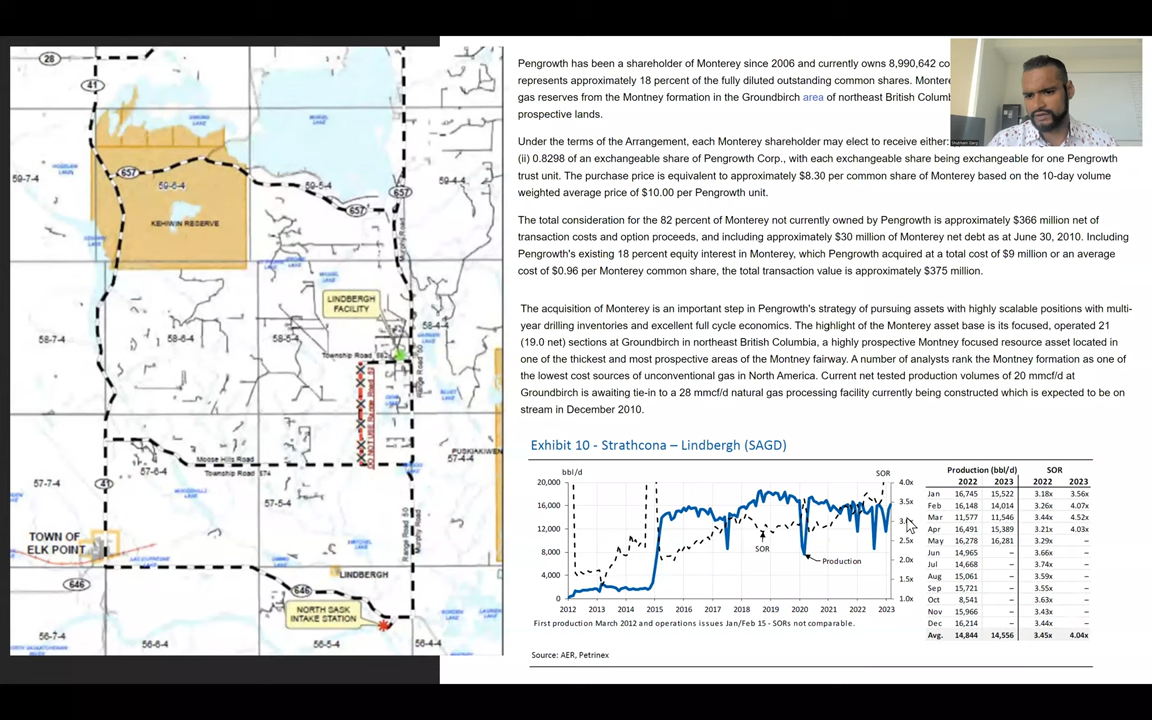 28
41
657
59-7-4
59-6-4
59-5-4
59-4-4
657
657
KEHIWIN RESERVE
Murphy Road
LINDBERGH
FACILITY
58-7-4
58-6-4
58-5-4
58-4-4
Range Road 50
DO NOT USE Range Road 51
Moose Hills Road
Township Road 574
PUSKIAKIWEN
57-4-4
57-6-4
57-7-4
41
57-5-4
Range Road 50
Murphy Road
TOWN OF
ELK POINT
646
LINDBERGH
646
NORTH SASK
INTAKE STATION
56-7-4
56-6-4
56-5-4
56-4-4
Pengrowth has been a shareholder of Monterey since 2006 and currently owns 8,990,642 co
represents approximately 18 percent of the fully diluted outstanding common shares. Montere
gas reserves from the Montney formation in the Groundbirch area of northeast British Columb
prospective lands.
Under the terms of the Arrangement, each Monterey shareholder may elect to receive either:
(ii) 0.8298 of an exchangeable share of Pengrowth Corp., with each exchangeable share being exchangeable for one Pengrowth
trust unit. The purchase price is equivalent to approximately $8.30 per common share of Monterey based on the 10-day volume
weighted average price of $10.00 per Pengrowth unit.
The total consideration for the 82 percent of Monterey not currently owned by Pengrowth is approximately $366 million net of
transaction costs and option proceeds, and including approximately $30 million of Monterey net debt as at June 30, 2010. Including
Pengrowth's existing 18 percent equity interest in Monterey, which Pengrowth acquired at a total cost of $9 million or an average
cost of $0.96 per Monterey common share, the total transaction value is approximately $375 million.
The acquisition of Monterey is an important step in Pengrowth's strategy of pursuing assets with highly scalable positions with multi-
year drilling inventories and excellent full cycle economics. The highlight of the Monterey asset base is its focused, operated 21
(19.0 net) sections at Groundbirch in northeast British Columbia, a highly prospective Montney focused resource asset located in
one of the thickest and most prospective areas of the Montney fairway. A number of analysts rank the Montney formation as one of
the lowest cost sources of unconventional gas in North America. Current net tested production volumes of 20 mmcf/d at
Groundbirch is awaiting tie-in to a 28 mmcf/d natural gas processing facility currently being constructed which is expected to be on
stream in December 2010.
Exhibit 10 - Strathcona – Lindbergh (SAGD)
bbl/d
SOR
20,000
16,000
12,000
8,000
4,000
0
4.0x
3.5x
2.5x
2.0x
1.5x
1.0x
SOR
Production
2012 2013 2014 2015 2016 2017 2018 2019 2020 2021 2022 2023
First production March 2012 and operations issues Jan/Feb 15 - SORs not comparable.
Production (bbl/d) SOR
2022 2023 2022 2023
Jan 16,745 15,522 3.18x 3.56x
Feb 16,148 14,014 3.26x 4.07x
Mar 11,577 11,546 3.44x 4.52x
Apr 16,491 15,389 3.21x 4.03x
May 16,278 16,281 3.29x –
Jun 14,965 – 3.66x –
Jul 14,668 – 3.74x –
Aug 15,061 – 3.59x –
Sep 15,721 – 3.55x –
Oct 8,541 – 3.63x –
Nov 15,966 – 3.43x –
Dec 16,214 – 3.44x –
Avg. 14,844 14,556 3.45x 4.04x
Source: AER, Petrinex